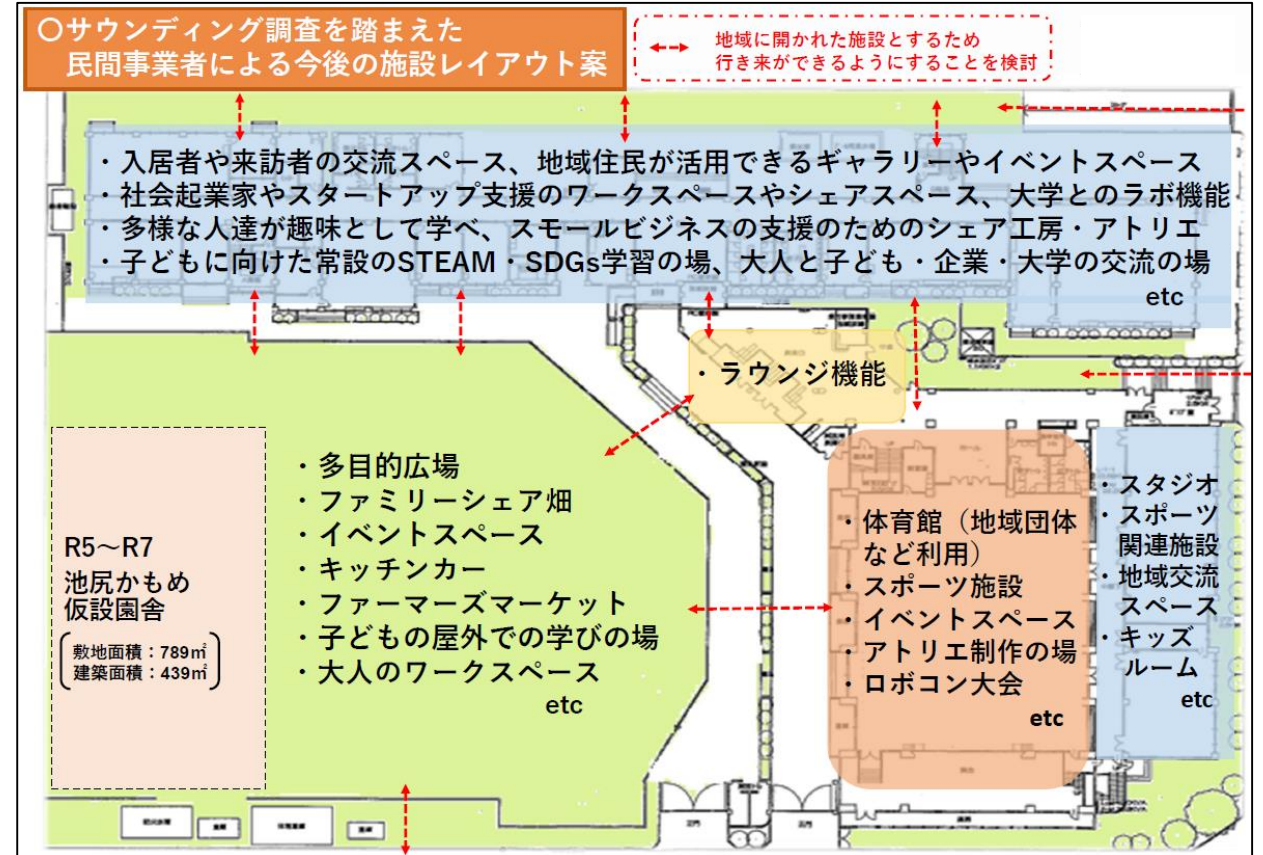 〇サウンディング調査を踏まえた
民間事業者による今後の施設レイアウト案
地域に開かれた施設とするため
行き来ができるようにすることを検討
・入居者や来訪者の交流スペース、地域住民が活用できるギャラリーやイベントスペース
・社会起業家やスタートアップ支援のワークスペースやシェアスペース、大学とのラボ機能
・多様な人達が趣味として学べ、スモールビジネスの支援のためのシェア工房・アトリエ
・子どもに向けた常設のSTEAM・SDGs学習の場、大人と子ども・企業・大学の交流の場
etc
・ラウンジ機能
R5～R7
池尻かもめ
仮設園舎
敷地面積：789㎡
建築面積：439㎡
・多目的広場
・ファミリーシェア畑
・イベントスペース
・キッチンカー
・ファーマーズマーケット
・子どもの屋外での学びの場
・大人のワークスペース
etc
・体育館（地域団体
など利用）
・スポーツ施設
・イベントスペース
・アトリエ制作の場
・ロボコン大会
etc
・スタジオ
・スポーツ
関連施設
・地域交流
スペース
・キッズ
ルーム
etc